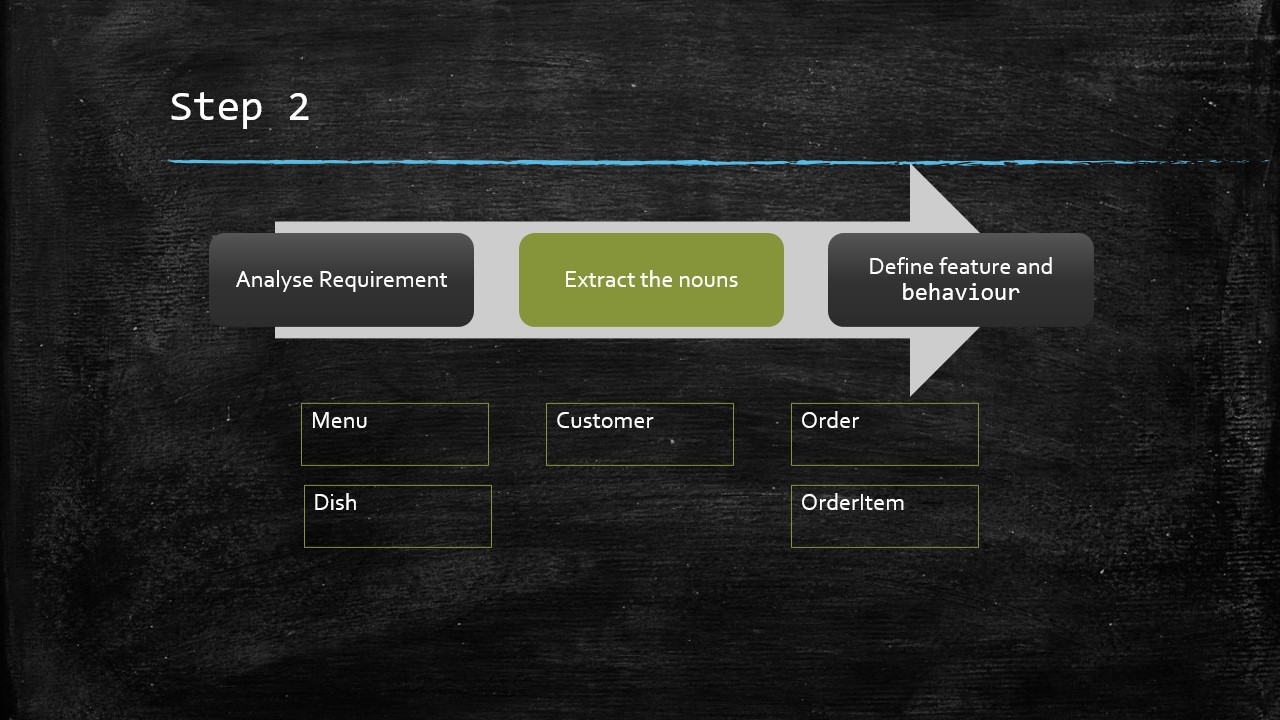 Step 2
Analyse Requirement
Extract the nouns
Define feature and
behaviour
Menu
Customer
Order
Dish
OrderItem